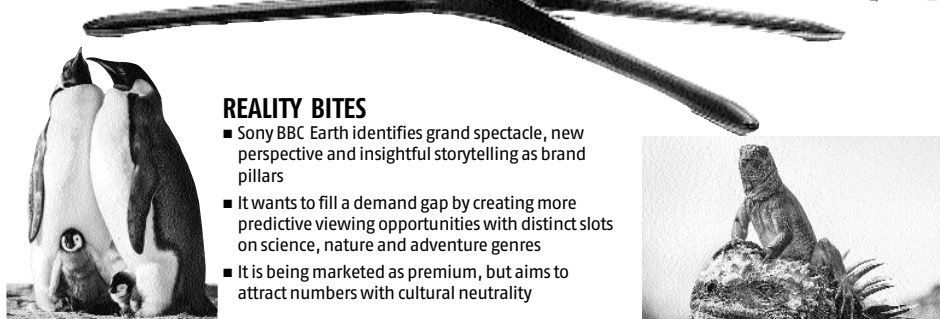 REALITY BITES
■ Sony BBC Earth identifies grand spectacle, new
perspective and insightful storytelling as brand
pillars
■ It wants to fill a demand gap by creating more
predictive viewing opportunities with distinct slots
on science, nature and adventure genres
■ It is being marketed as premium, but aims to
attract numbers with cultural neutrality